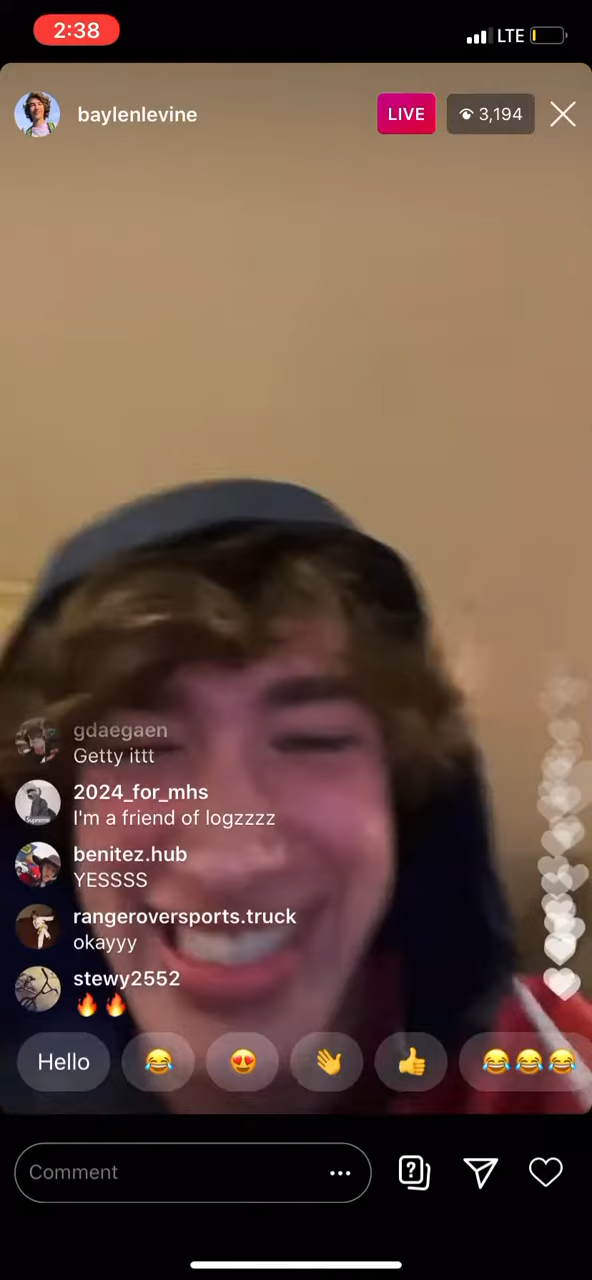 2:38
LTE
baylenlevine
LIVE
3,194
gdaegaen
Getty ittt
2024_for_mhs
I'm a friend of logzzzz
benitez.hub
YESSSS
rangeroversports.truck
okayyy
stewy2552
🔥🔥
Hello 😂 😍 👋 👍 😂😂😂
Comment